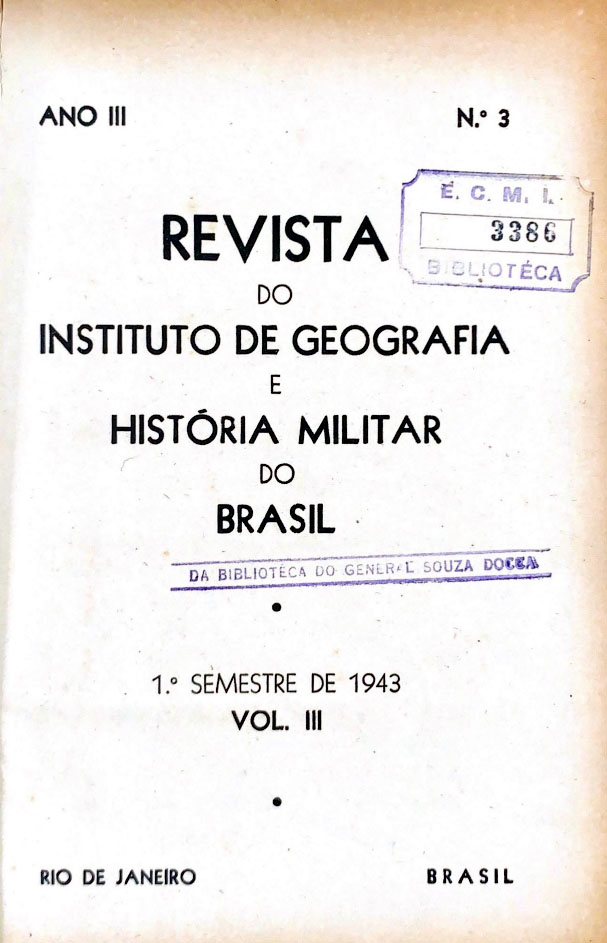 ANO III
N.º 3
E. C. M. I.
3386
BIBLIOTÉCA
REVISTA
DO
INSTITUTO DE GEOGRAFIA
E
HISTÓRIA MILITAR
DO
BRASIL
DA BIBLIOTÉCA DO GENERAL SOUZA DOCCA
1.º SEMESTRE DE 1943
VOL. III
RIO DE JANEIRO
BRASIL